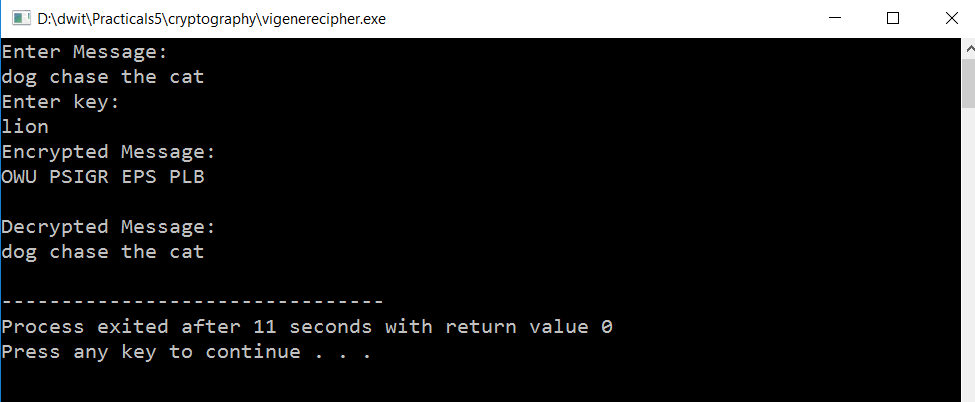 D:\dwit\Practicals5\cryptography\vigenerecipher.exe
Enter Message:
dog chase the cat
Enter key:
lion
Encrypted Message:
OWU PSIGR EPS PLB
Decrypted Message:
dog chase the cat
--------------------------------
Process exited after 11 seconds with return value 0
Press any key to continue . . .